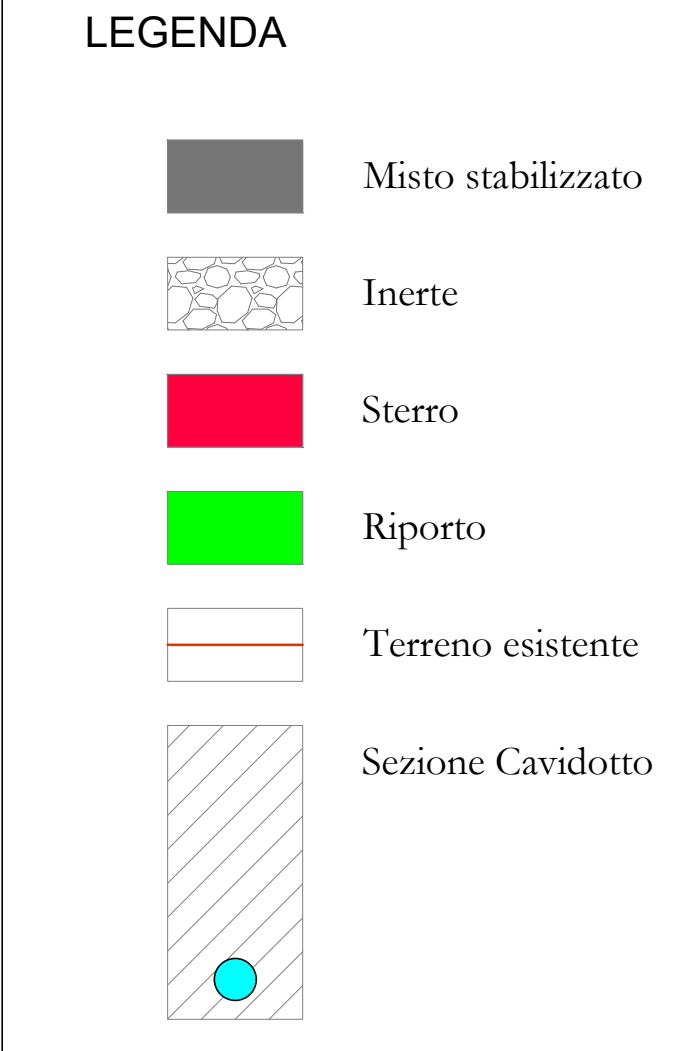 LEGENDA
Misto stabilizzato
Inerte
Sterro
Riporto
Terreno esistente
Sezione Cavidotto